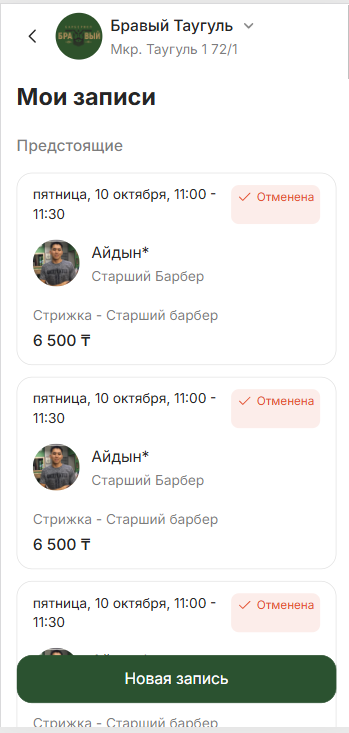 БРАВЫЙ
Бравый Таугуль
Мкр. Таугуль 1 72/1
Мои записи
Предстоящие
пятница, 10 октября, 11:00 -
11:30
Отменена
Айдын*
Старший Барбер
Стрижка - Старший барбер
6 500 ₸
пятница, 10 октября, 11:00 -
11:30
Отменена
Айдын*
Старший Барбер
Стрижка - Старший барбер
6 500 ₸
пятница, 10 октября, 11:00 -
11:30
Отменена
Новая запись
Стрижка - Старший барбер